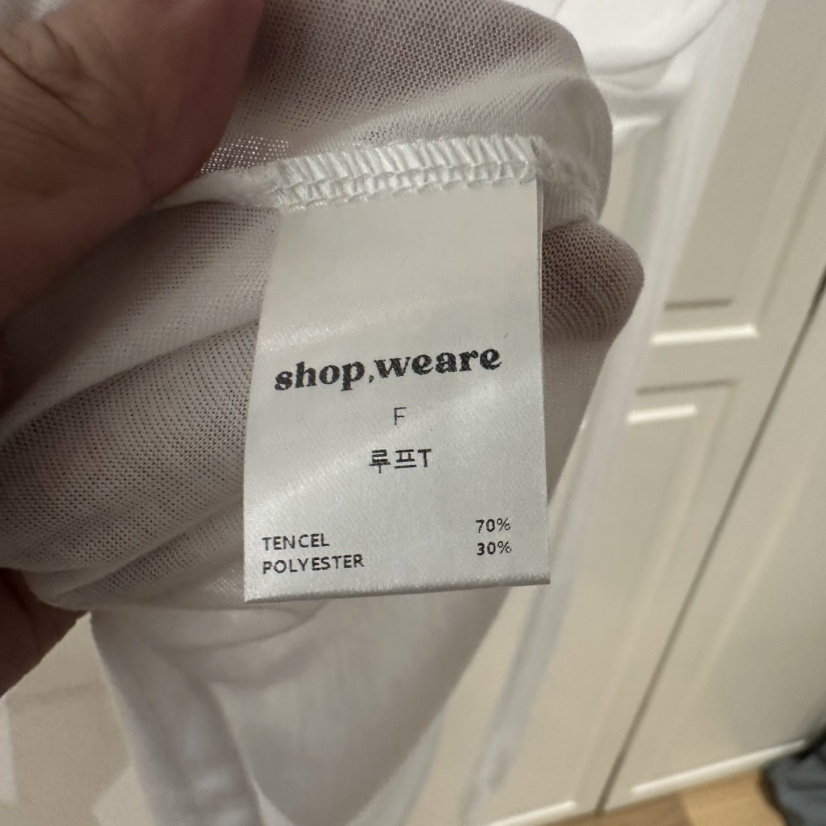 shop,weare
F
루프T
TENCEL 70%
POLYESTER 30%